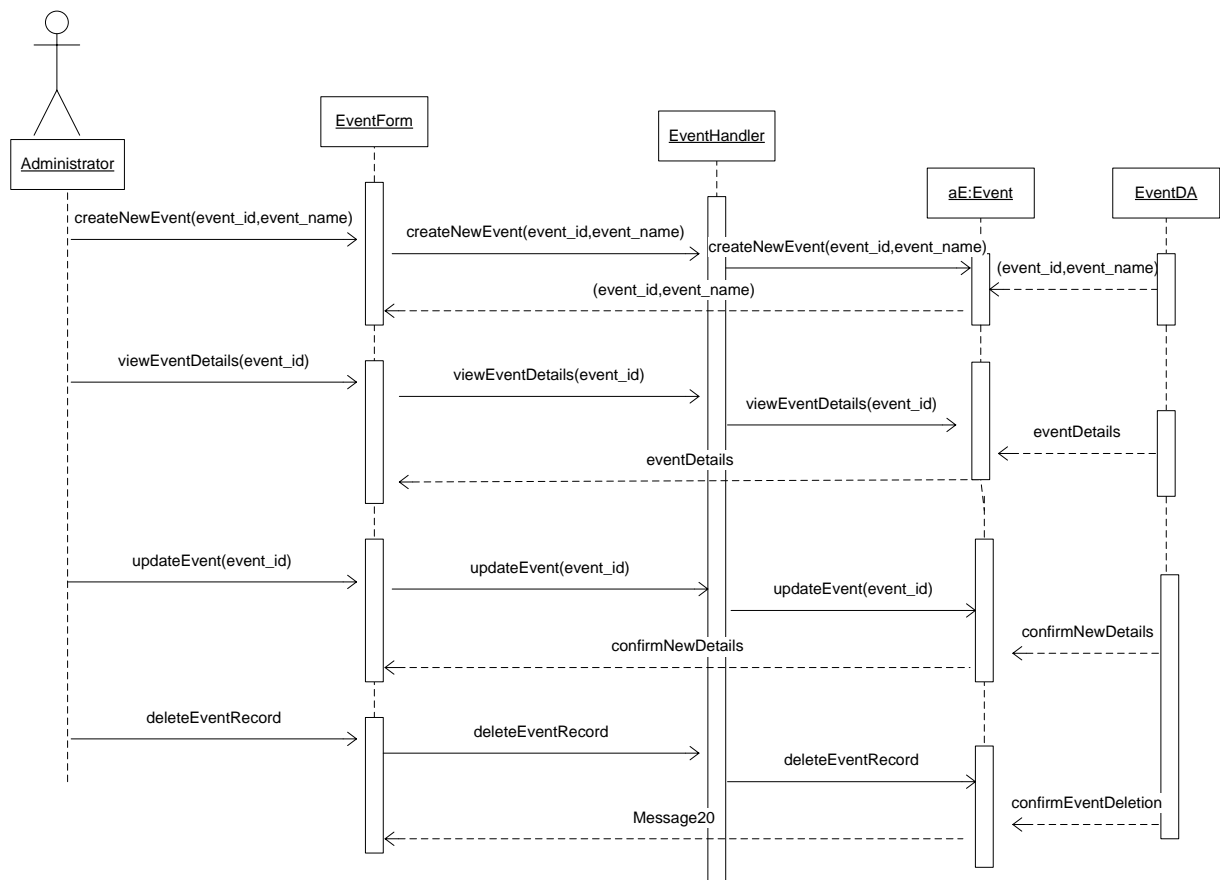 EventForm
EventHandler
Administrator
aE:Event
EventDA
createNewEvent(event_id,event_name)
createNewEvent(event_id,event_name)
createNewEvent(event_id,event_name)
(event_id,event_name)
(event_id,event_name)
viewEventDetails(event_id)
viewEventDetails(event_id)
viewEventDetails(event_id)
eventDetails
eventDetails
updateEvent(event_id)
updateEvent(event_id)
updateEvent(event_id)
confirmNewDetails
confirmNewDetails
deleteEventRecord
deleteEventRecord
deleteEventRecord
confirmEventDeletion
Message20